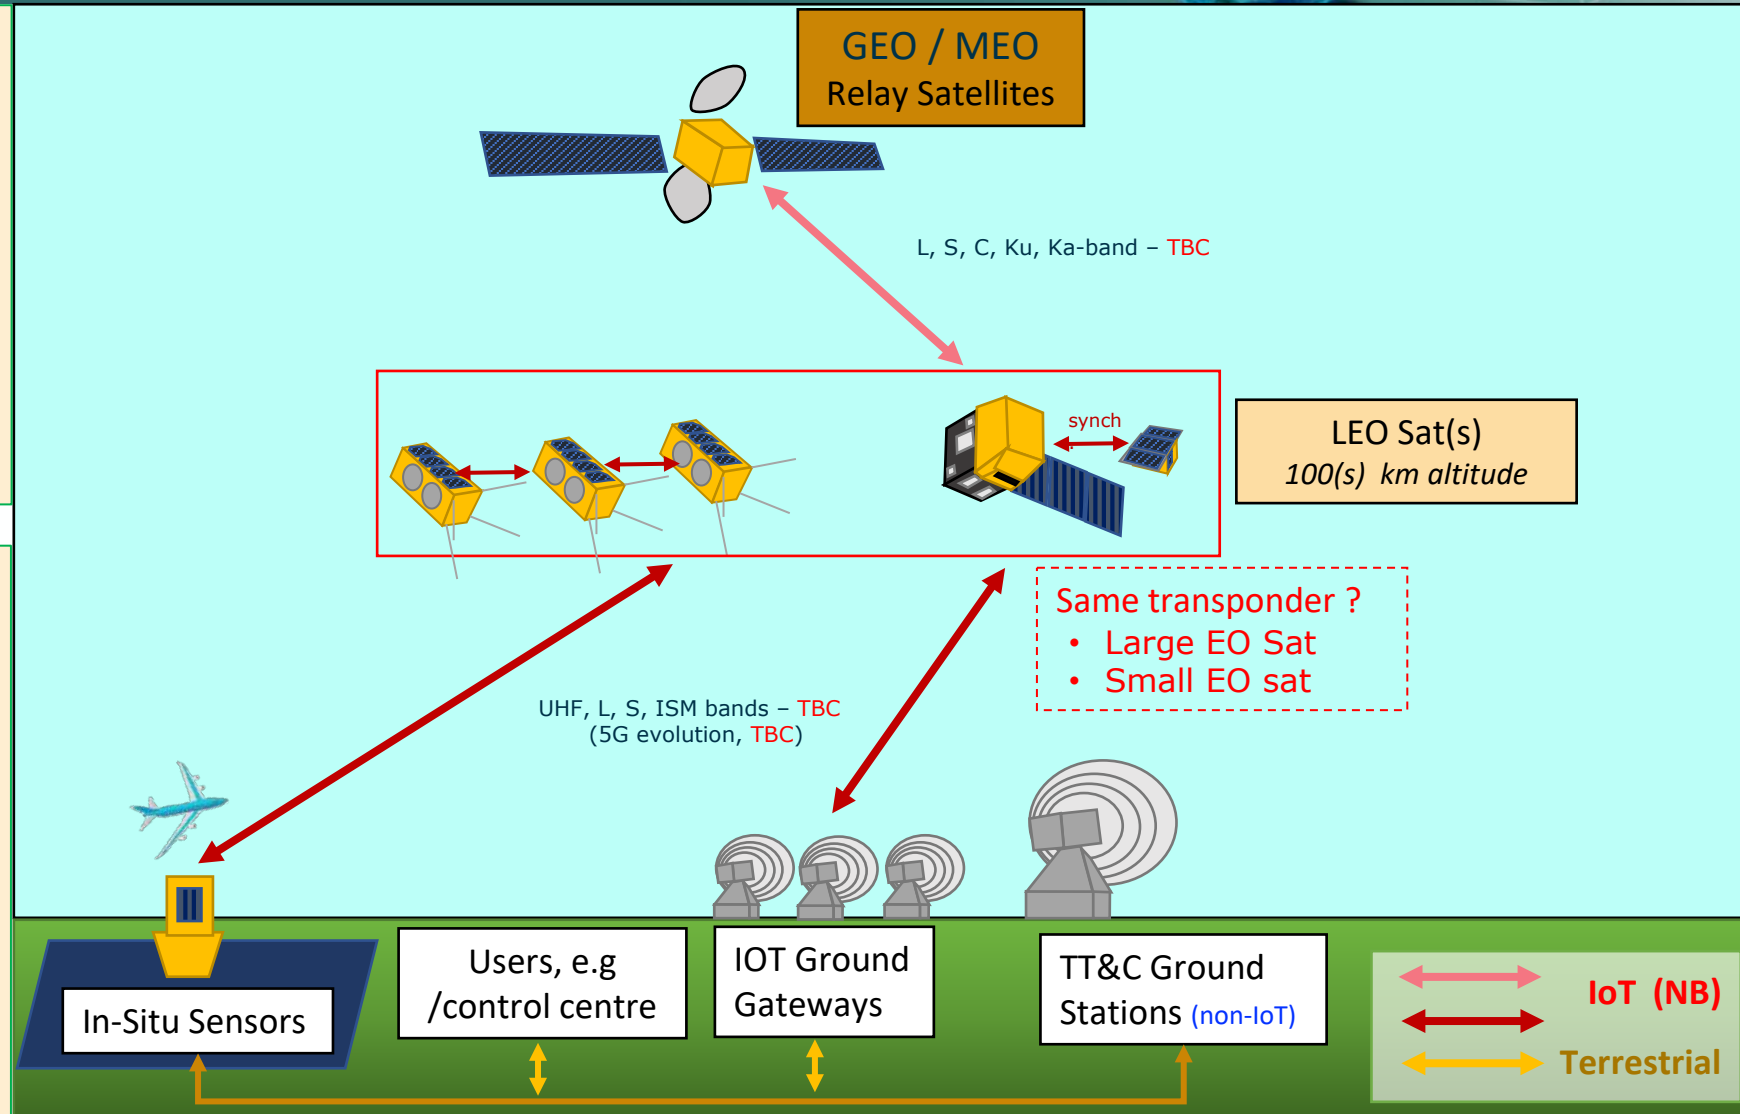 GEO / MEO
Relay Satellites
L, S, C, Ku, Ka-band – TBC
synch
LEO Sat(s)
100(s) km altitude
Same transponder ?
• Large EO Sat
• Small EO sat
UHF, L, S, ISM bands – TBC
(5G evolution, TBC)
In-Situ Sensors
Users, e.g
/control centre
IOT Ground
Gateways
TT&C Ground
Stations (non-IoT)
IoT (NB)
Terrestrial